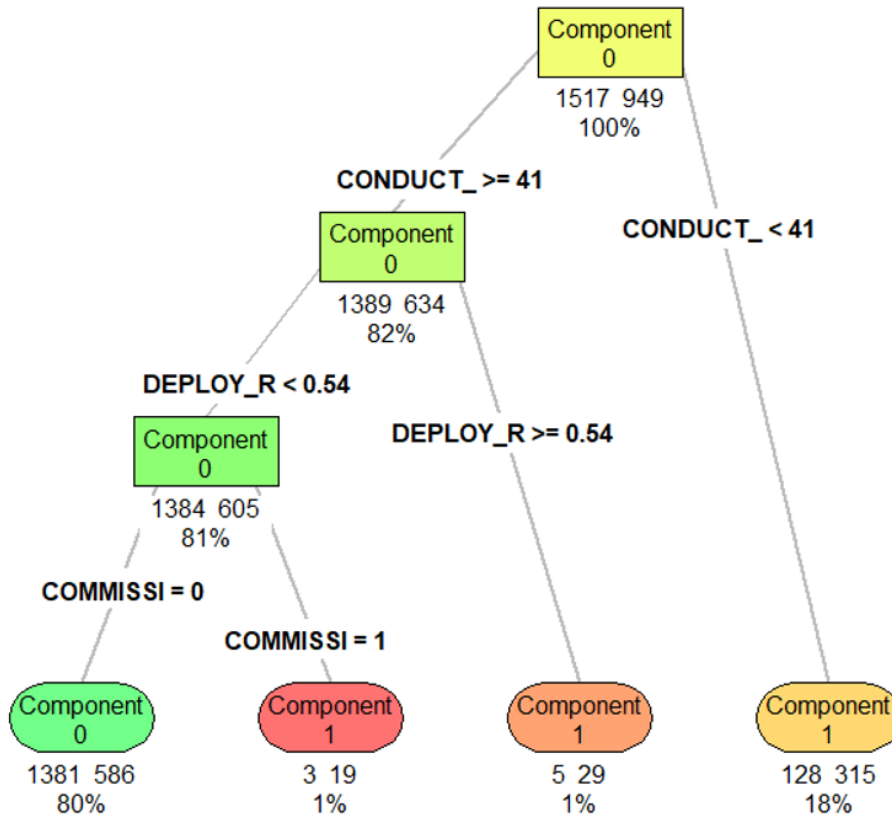 Component
0
1517 949
100%
CONDUCT_ >= 41
CONDUCT_ < 41
Component
0
1389 634
82%
DEPLOY_R < 0.54
DEPLOY_R >= 0.54
Component
0
1384 605
81%
COMMISSI = 0
COMMISSI = 1
Component
0
1381 586
80%
Component
1
3 19
1%
Component
1
5 29
1%
Component
1
128 315
18%